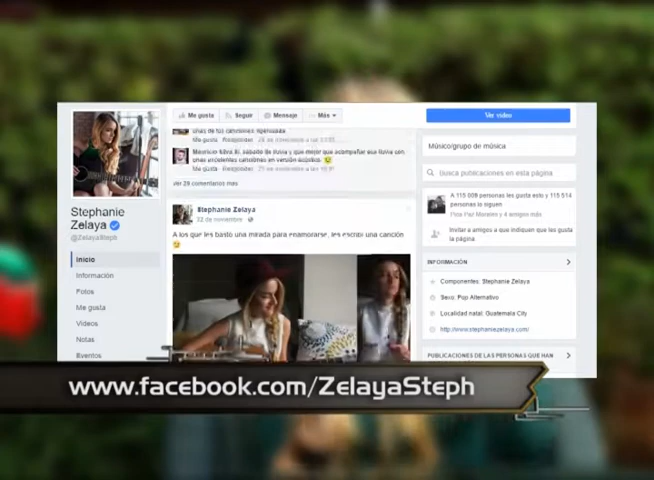 Me gusta Seguir Mensaje Más
Ver video
Músico/grupo de música
Busca publicaciones en esta página
A 115 008 personas les gusta esto y 115 514
personas lo siguen
y 4 amigos más
Invitar a amigos a que indiquen que les gusta
la página
INFORMACIÓN
Componentes: Stephanie Zelaya
Sexo: Pop Alternativo
Localidad natal: Guatemala City
http://www.stephaniezelaya.com/
PUBLICACIONES DE LAS PERSONAS QUE HAN
Me gusta Responder
Ver 29 comentarios más
Stephanie Zelaya
22 de noviembre
A los que les bastó una mirada para enamorarse, les escribí una canción
Stephanie
Zelaya
@ZelayaSteph
Inicio
Información
Fotos
Me gusta
Videos
Notas
Eventos
www.facebook.com/ZelayaSteph